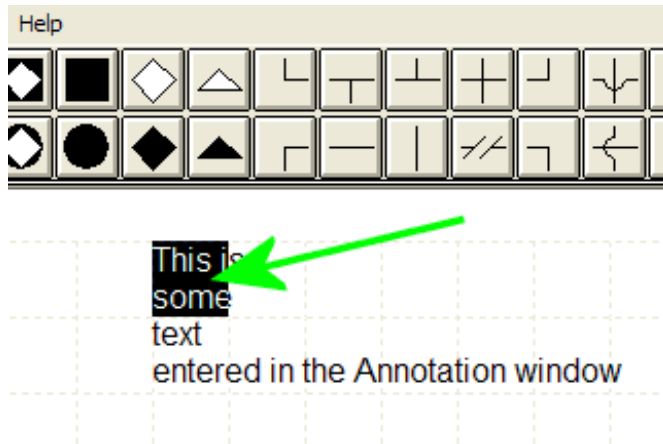 Help
This is
some
text
entered in the Annotation window